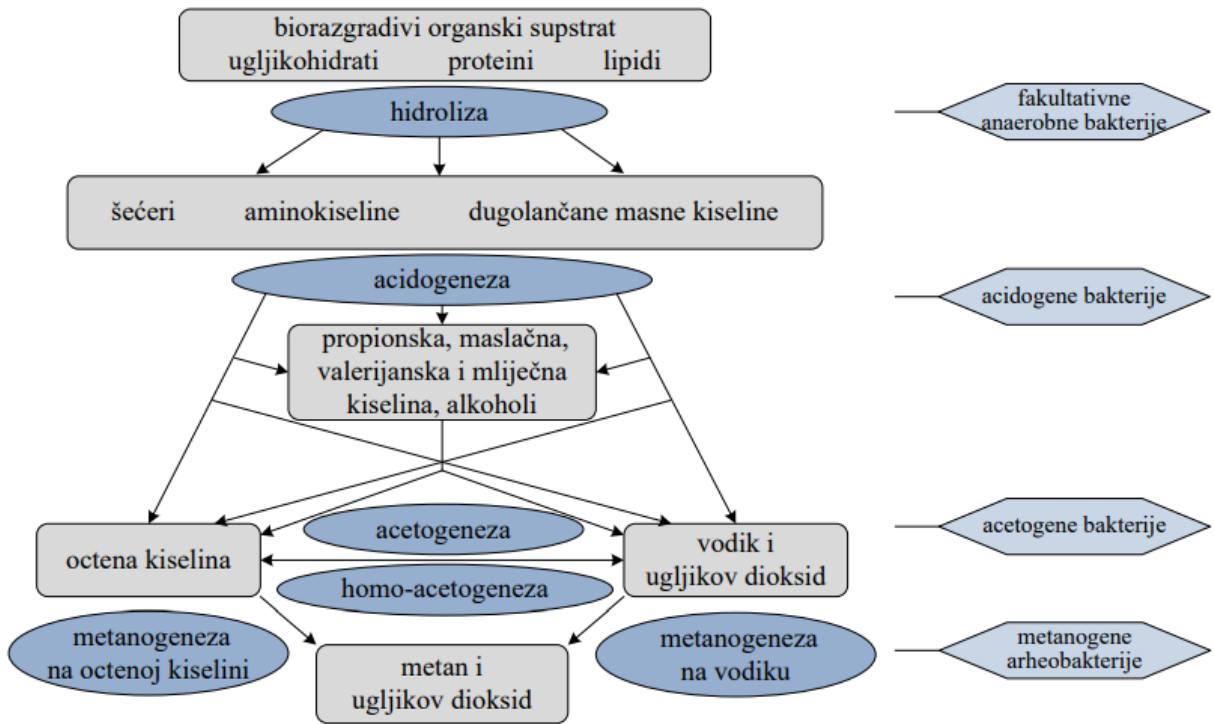 biorazgradivi organski supstrat
ugljikohidrati proteini lipidi
hidroliza
fakultativne
anaerobne bakterije
šećeri aminokiseline dugolančane masne kiseline
acidogeneza
acidogene bakterije
propionska, maslačna,
valerijanska i mliječna
kiselina, alkoholi
octena kiselina
acetogeneza
homo-acetogeneza
vodik i
ugljikov dioksid
acetogene bakterije
metanogeneza
na octenoj kiselini
metan i
ugljikov dioksid
metanogeneza
na vodiku
metanogene
arheobakterije